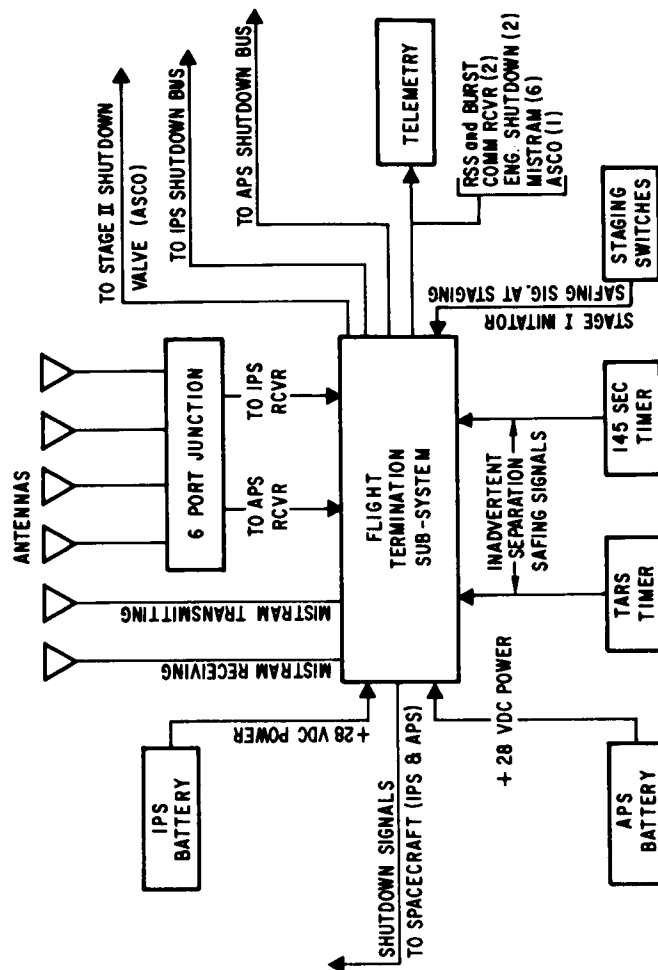 ANTENNAS
MISTRAM RECEIVING
MISTRAM TRANSMITTING
6 PORT JUNCTION
TO APS
RCVR
TO IPS
RCVR
TO STAGE II SHUTDOWN
VALVE (ASCO)
TO IPS SHUTDOWN BUS
TO APS SHUTDOWN BUS
IPS
BATTERY
+28 VDC POWER
FLIGHT
TERMINATION
SUB-SYSTEM
TELEMETRY
RSS and BURST
COMM RCVR (2)
ENG. SHUTDOWN (2)
MISTRAM (6)
ASCO (1)
SHUTDOWN SIGNALS
TO SPACECRAFT (IPS & APS)
+ 28 VDC POWER
INADVERTENT
SEPARATION
SAFING SIGNALS
STAGE I INITATOR
SAFING SIG. AT STAGING
APS
BATTERY
TARS
TIMER
145 SEC
TIMER
STAGING
SWITCHES